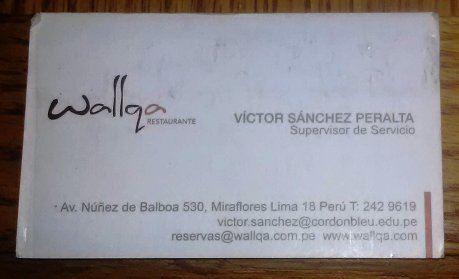 wallqa
RESTAURANTE
VÍCTOR SÁNCHEZ PERALTA
Supervisor de Servicio
Av. Núñez de Balboa 530, Miraflores Lima 18 Perú T: 242 9619
victor.sanchez@cordonbleu.edu.pe
reservas@wallqa.com.pe www.wallqa.com